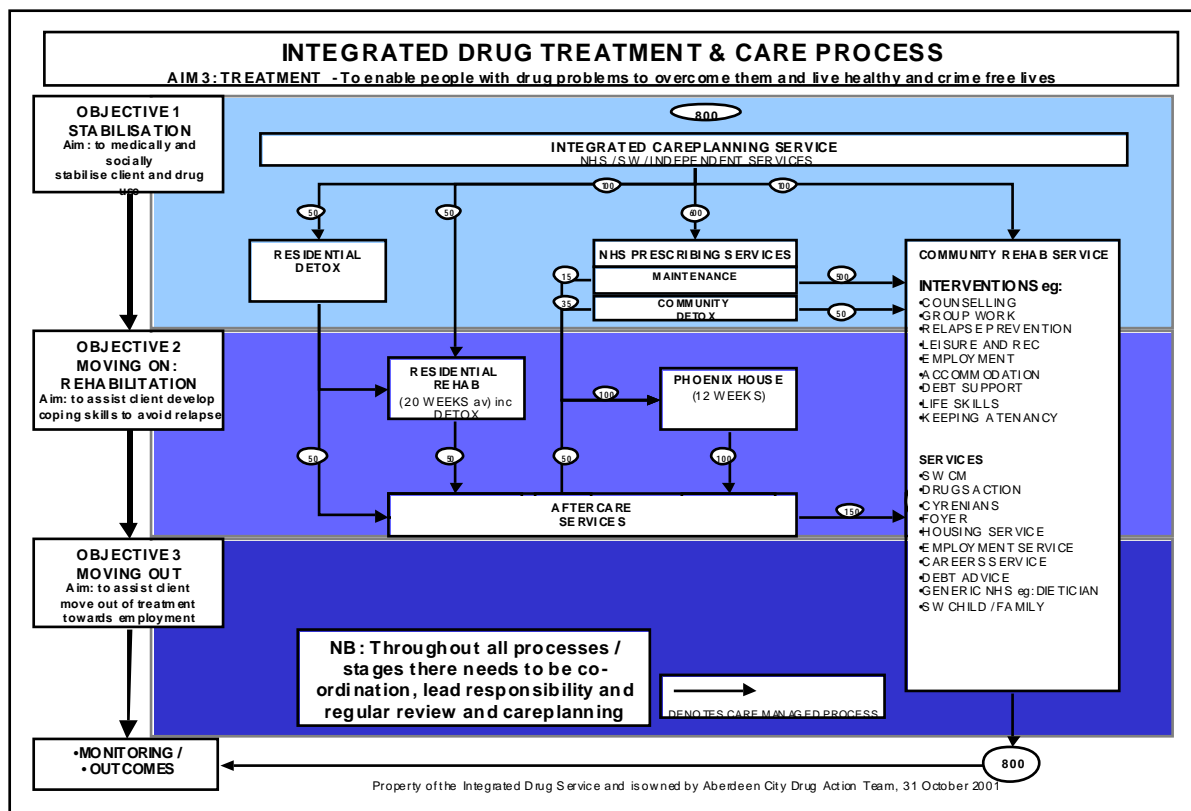 INTEGRATED DRUG TREATMENT & CARE PROCESS
AIM 3: TREATMENT - To enable people with drug problems to overcome them and live healthy and crime free lives
OBJECTIVE 1
STABILISATION
Aim: to medically and
socially
stabilise client and drug
use
800
INTEGRATED CAREPLANNING SERVICE
NHS / SW / INDEPENDENT SERVICES
50
50
100
600
100
RESIDENTIAL
DETOX
NHS PRESCRIBING SERVICES
MAINTENANCE
COMMUNITY
DETOX
15
35
500
50
COMMUNITY REHAB SERVICE
INTERVENTIONS eg:
•COUNSELLING
•GROUP WORK
•RELAPSE PREVENTION
•LEISURE AND REC
•EMPLOYMENT
•ACCOMMODATION
•DEBT SUPPORT
•LIFE SKILLS
•KEEPING A TENANCY
SERVICES
•SWCM
•DRUGS ACTION
•CYRENIANS
•FOYER
•HOUSING SERVICE
•EMPLOYMENT SERVICE
•CAREERS SERVICE
•DEBT ADVICE
•GENERIC NHS eg: DIETICIAN
•SW CHILD / FAMILY
OBJECTIVE 2
MOVING ON:
REHABILITATION
Aim: to assist client develop
coping skills to avoid relapse
RESIDENTIAL
REHAB
(20 WEEKS av) inc
DETOX
100
PHOENIX HOUSE
(12 WEEKS)
50
50
50
100
AFTERCARE
SERVICES
150
OBJECTIVE 3
MOVING OUT
Aim: to assist client
move out of treatment
towards employment
NB: Throughout all processes /
stages there needs to be co-
ordination, lead responsibility and
regular review and careplanning
DENOTES CARE MANAGED PROCESS
•MONITORING /
•OUTCOMES
800
Property of the Integrated Drug Service and is owned by Aberdeen City Drug Action Team, 31 October 2001